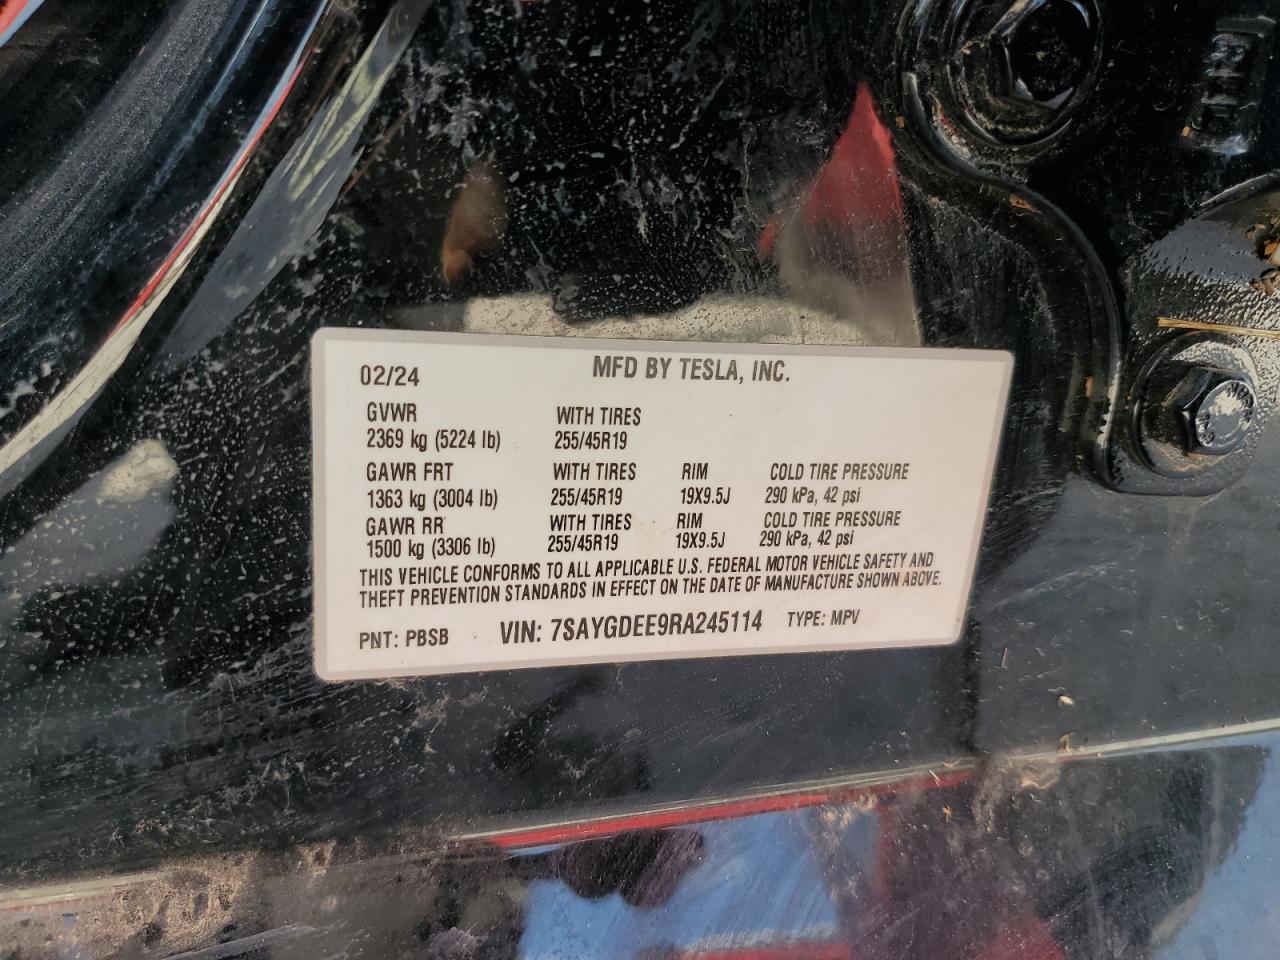 02/24 MFD BY TESLA, INC.
GVWR WITH TIRES
2369 kg (5224 lb) 255/45R19
GAWR FRT WITH TIRES RIM COLD TIRE PRESSURE
1363 kg (3004 lb) 255/45R19 19X9.5J 290 kPa, 42 psi
GAWR RR WITH TIRES RIM COLD TIRE PRESSURE
1500 kg (3306 lb) 255/45R19 19X9.5J 290 kPa, 42 psi
THIS VEHICLE CONFORMS TO ALL APPLICABLE U.S. FEDERAL MOTOR VEHICLE SAFETY AND
THEFT PREVENTION STANDARDS IN EFFECT ON THE DATE OF MANUFACTURE SHOWN ABOVE.
PNT: PBSB VIN: 7SAYGDEE9RA245114 TYPE: MPV